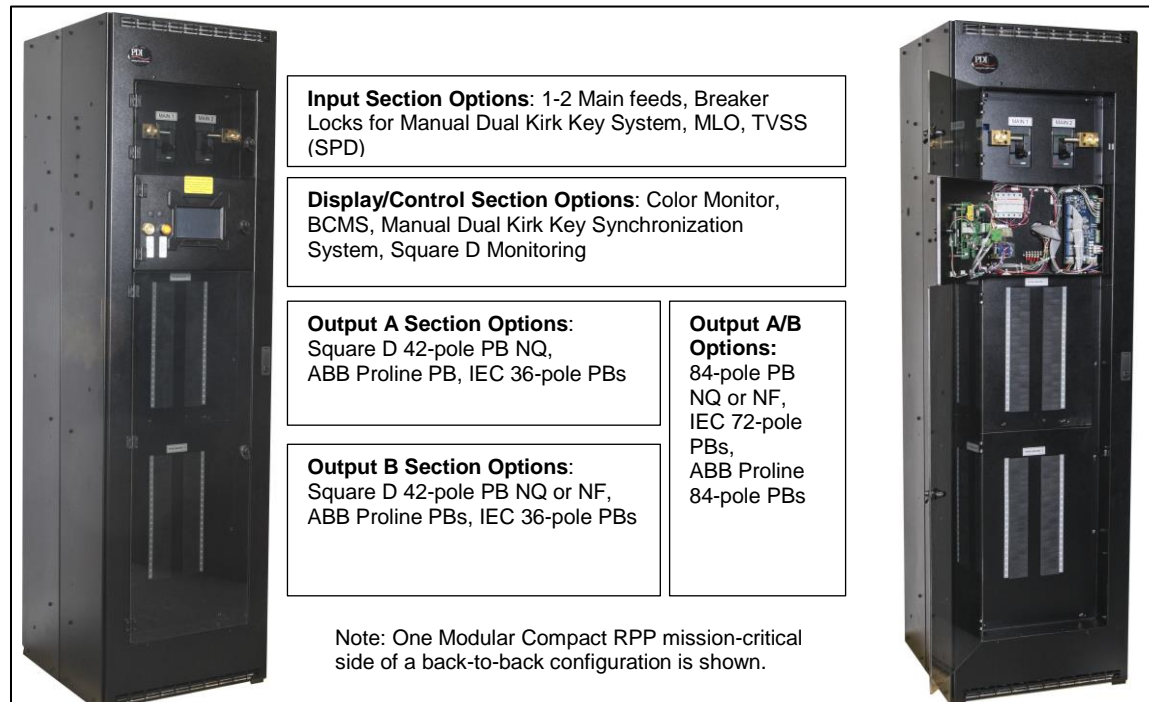 PDI
MAIN 1
MAIN 2
Input Section Options: 1-2 Main feeds, Breaker
Locks for Manual Dual Kirk Key System, MLO, TVSS
(SPD)
Display/Control Section Options: Color Monitor,
BCMS, Manual Dual Kirk Key Synchronization
System, Square D Monitoring
Output A Section Options:
Square D 42-pole PB NQ,
ABB Proline PB, IEC 36-pole PBs
Output B Section Options:
Square D 42-pole PB NQ or NF,
ABB Proline PBs, IEC 36-pole PBs
Output A/B
Options:
84-pole PB
NQ or NF,
IEC 72-pole
PBs,
ABB Proline
84-pole PBs
Note: One Modular Compact RPP mission-critical
side of a back-to-back configuration is shown.
PDI
MAIN 1
MAIN 2